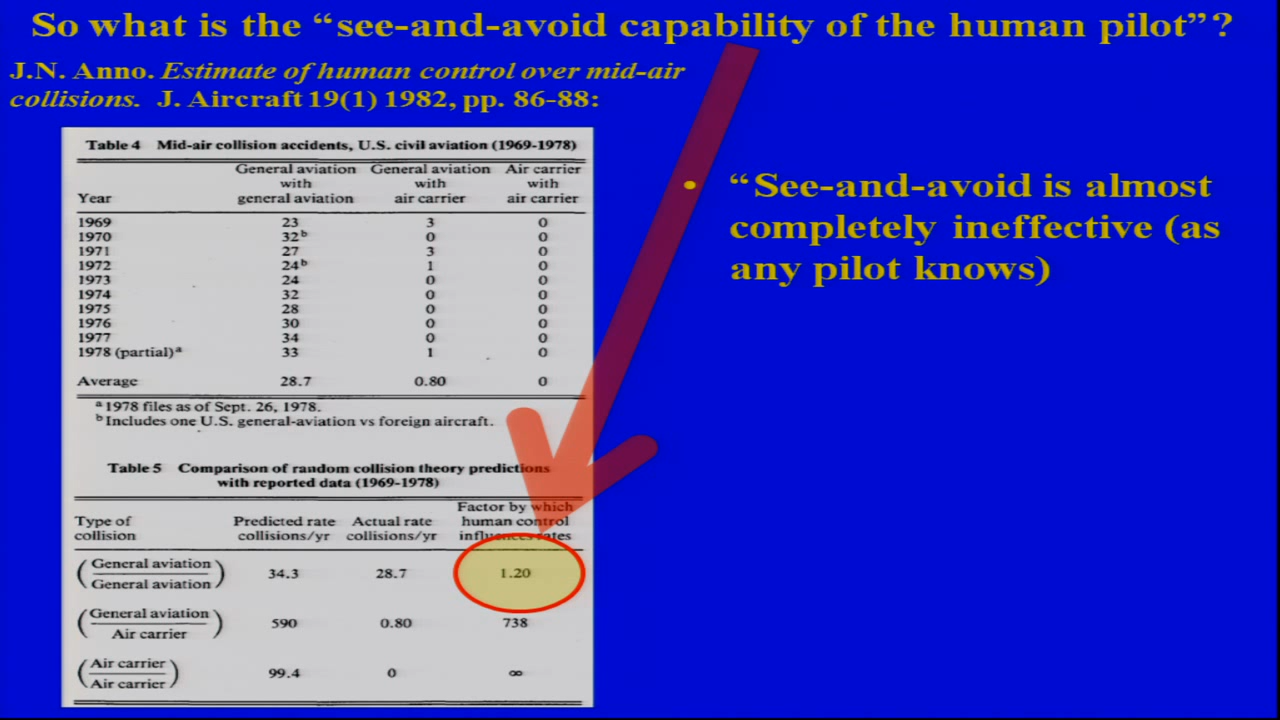 So what is the “see-and-avoid capability of the human pilot”?
J.N. Anno. Estimate of human control over mid-air
collisions. J. Aircraft 19(1) 1982, pp. 86-88:
Table 4 Mid-air collision accidents, U.S. civil aviation (1969-1978)
General aviation General aviation Air carrier
with with with
Year general aviation air carrier air carrier
1969 23 3 0
1970 32b 0 0
1971 27 3 0
1972 24b 1 0
1973 24 0 0
1974 32 0 0
1975 28 0 0
1976 30 0 0
1977 34 0 0
1978 (partial)a 33 1 0
Average 28.7 0.80 0
a 1978 files as of Sept. 26, 1978.
b Includes one U.S. general-aviation vs foreign aircraft.
Table 5 Comparison of random collision theory predictions
with reported data (1969-1978)
Factor by which
Type of Predicted rate Actual rate human control
collision collisions/yr collisions/yr influences rates
(General aviation
General aviation) 34.3 28.7 1.20
(General aviation
Air carrier) 590 0.80 738
(Air carrier
Air carrier) 99.4 0 ∞
• “See-and-avoid is almost
completely ineffective (as
any pilot knows)